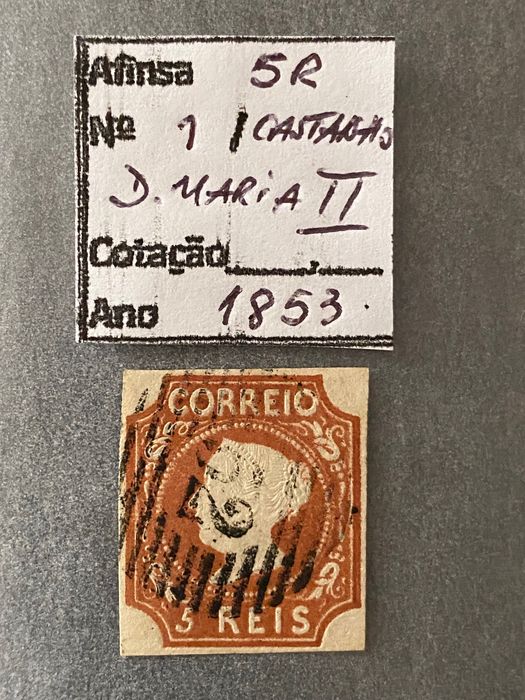 Afinsa 5R
Nº 1 / CASTANHO
D. MARIA II
Cotação
Ano 1853.
CORREIO
5 REIS